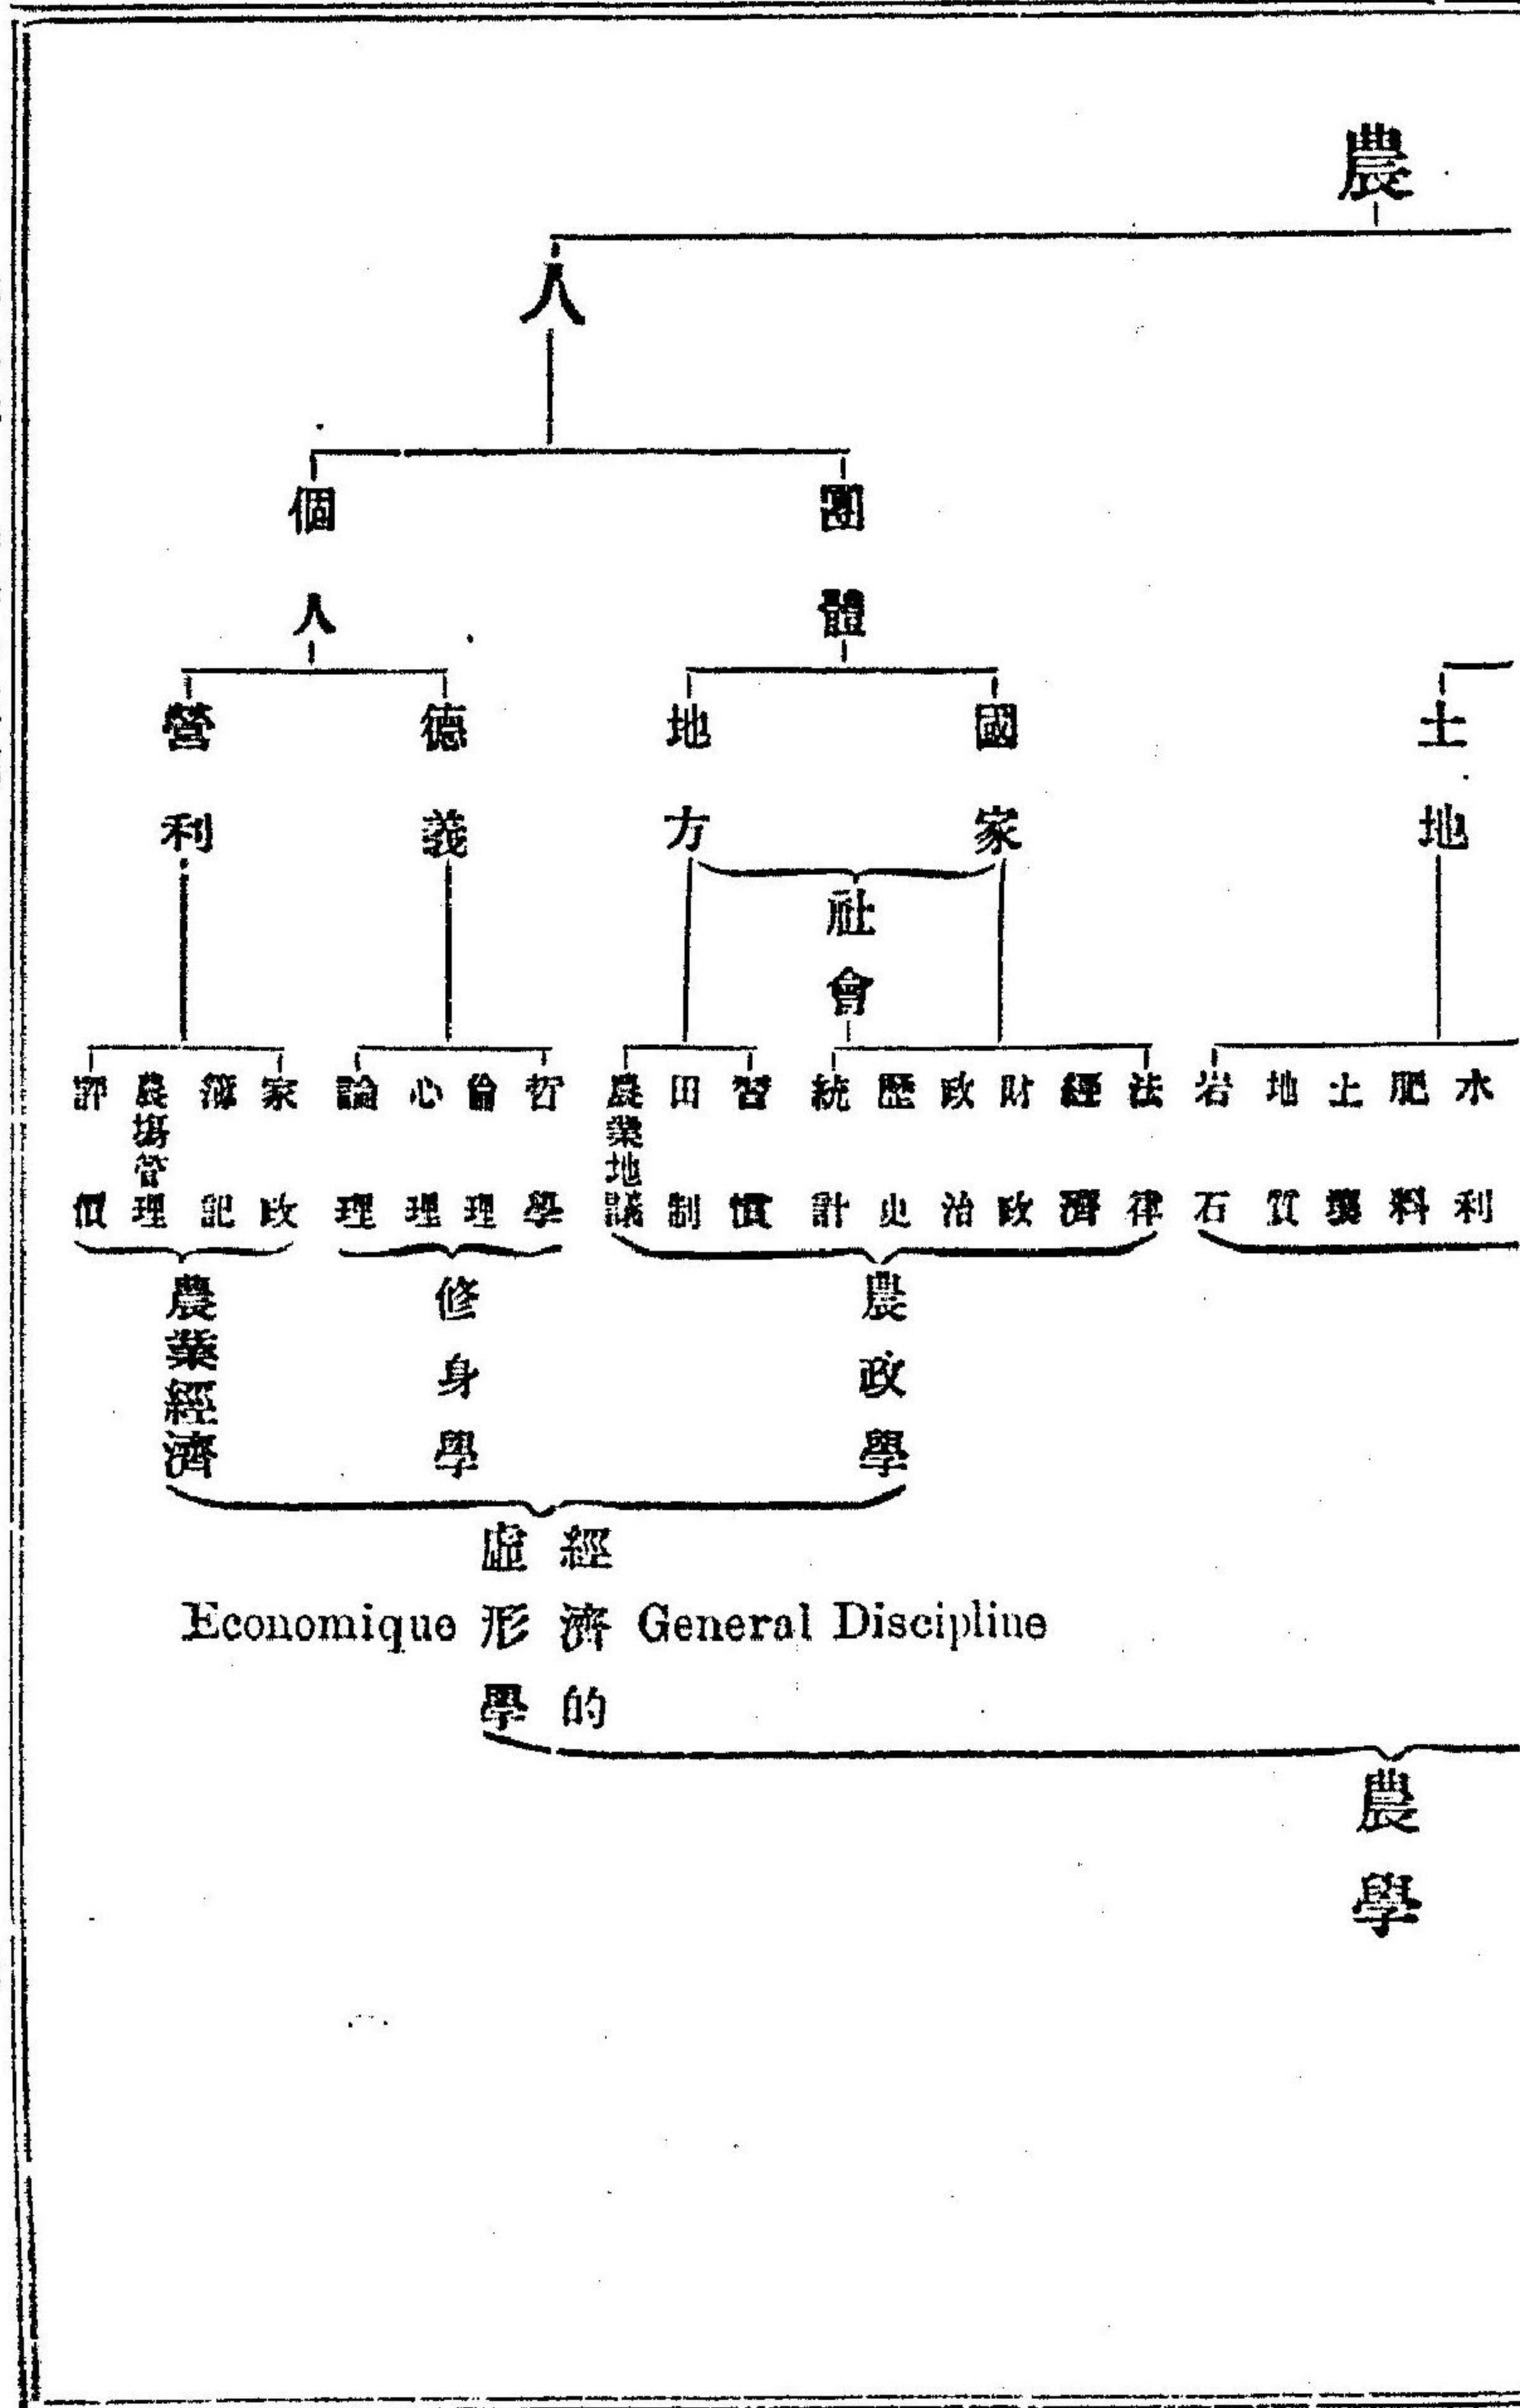 農
人
團體
個人
土地
國家
地方
德義
營利
社會
水利
肥料
土壤
地質
岩石
法律
經濟
財政
政治
歷史
統計
習慣
田制
農業地議
哲學
倫理
心理
論理
家政
簿記
農場管理
評價
農政學
修身學
農業經濟
經濟的
虛形學
Economique
General Discipline
農學